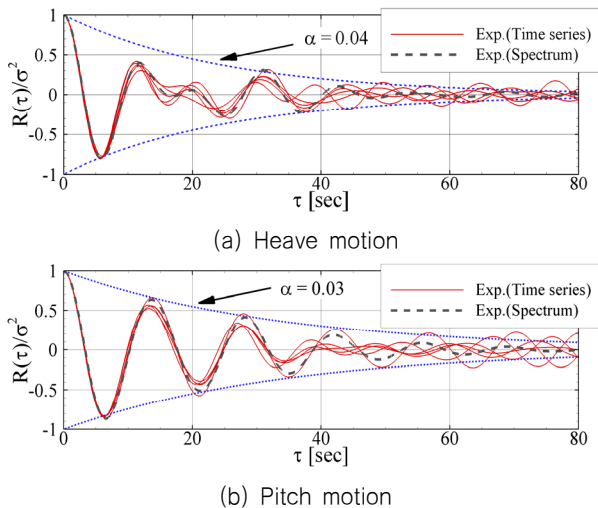 1
0.5
0
-0.5
-1
R(τ)/σ²
α = 0.04
Exp.(Time series)
Exp.(Spectrum)
0 20 40 60 80
τ [sec]
(a) Heave motion
1
0.5
0
-0.5
-1
R(τ)/σ²
α = 0.03
Exp.(Time series)
Exp.(Spectrum)
0 20 40 60 80
τ [sec]
(b) Pitch motion